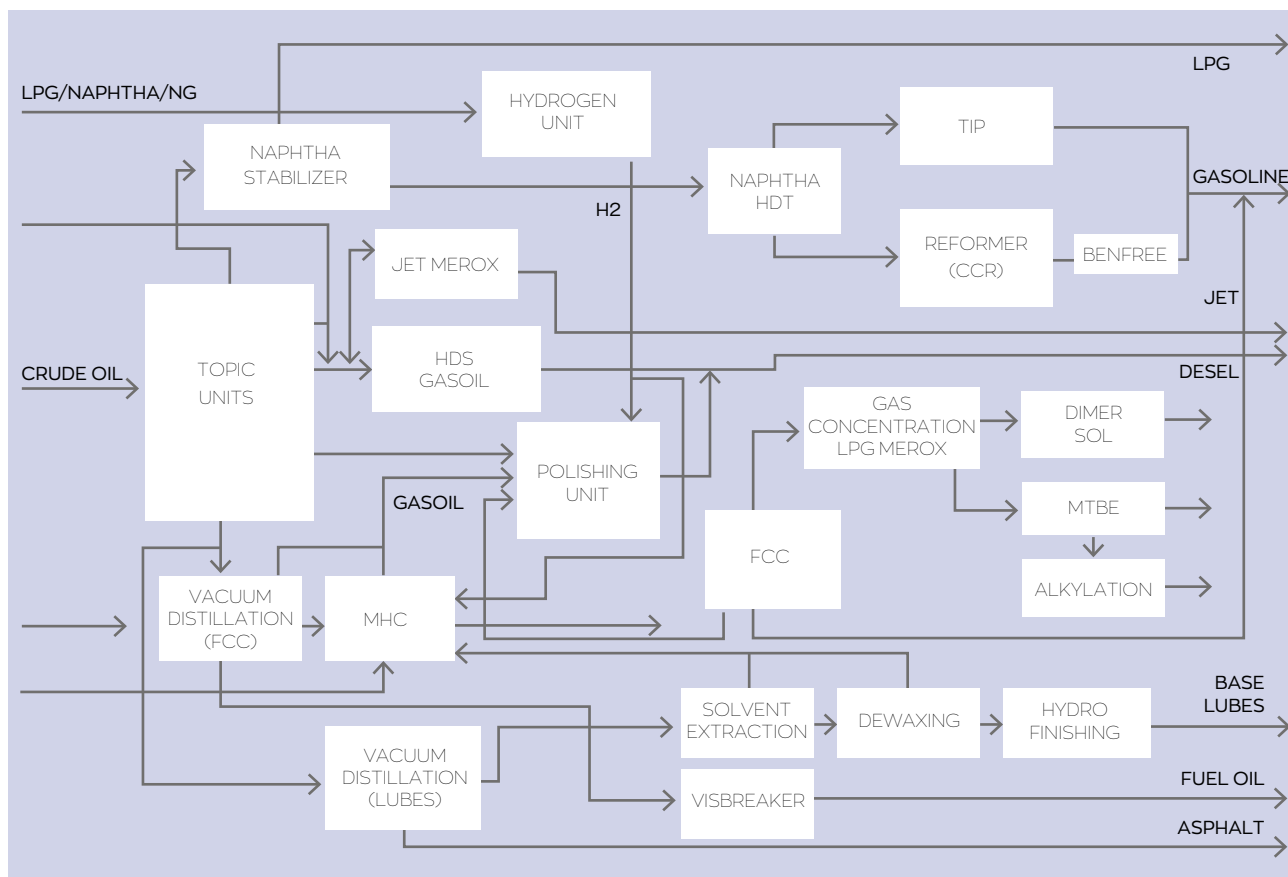 LPG
LPG/NAPHTHA/NG
HYDROGEN
UNIT
TIP
NAPHTHA
STABILIZER
NAPHTHA
HDT
GASOLINE
H2
REFORMER
(CCR)
BENFREE
JET MEROX
JET
TOPIC
UNITS
HDS
GASOIL
CRUDE OIL
DESEL
GAS
CONCENTRATION
LPG MEROX
DIMER
SOL
POLISHING
UNIT
GASOIL
MTBE
FCC
VACUUM
DISTILLATION
(FCC)
MHC
ALKYLATION
BASE
LUBES
SOLVENT
EXTRACTION
DEWAXING
HYDRO
FINISHING
VACUUM
DISTILLATION
(LUBES)
VISBREAKER
FUEL OIL
ASPHALT